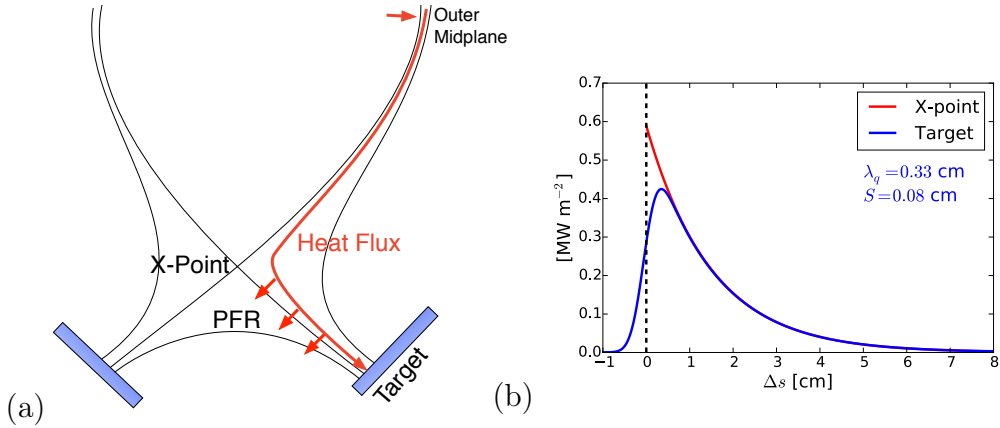 Outer
Midplane
Heat Flux
X-Point
PFR
Target
(a)
0.7
0.6
0.5
0.4
0.3
0.2
0.1
0.0
[MW m⁻²]
X-point
Target
λ_q =0.33 cm
S=0.08 cm
−1 0 1 2 3 4 5 6 7 8
Δs [cm]
(b)